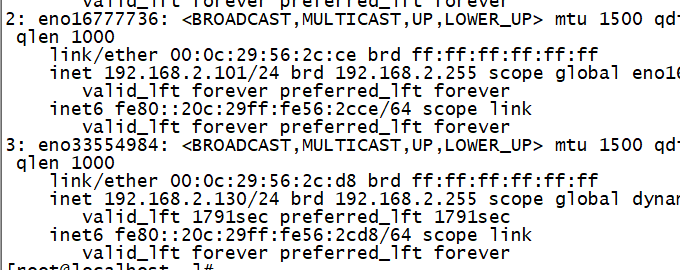 valid_lft forever preferred_lft forever
2: eno16777736: <BROADCAST,MULTICAST,UP,LOWER_UP> mtu 1500 qd
qlen 1000
link/ether 00:0c:29:56:2c:ce brd ff:ff:ff:ff:ff:ff
inet 192.168.2.101/24 brd 192.168.2.255 scope global eno16
valid_lft forever preferred_lft forever
inet6 fe80::20c:29ff:fe56:2cce/64 scope link
valid_lft forever preferred_lft forever
3: eno33554984: <BROADCAST,MULTICAST,UP,LOWER_UP> mtu 1500 qd
qlen 1000
link/ether 00:0c:29:56:2c:d8 brd ff:ff:ff:ff:ff:ff
inet 192.168.2.130/24 brd 192.168.2.255 scope global dynam
valid_lft 1791sec preferred_lft 1791sec
inet6 fe80::20c:29ff:fe56:2cd8/64 scope link
valid_lft forever preferred_lft forever
[root@localhost ~]#